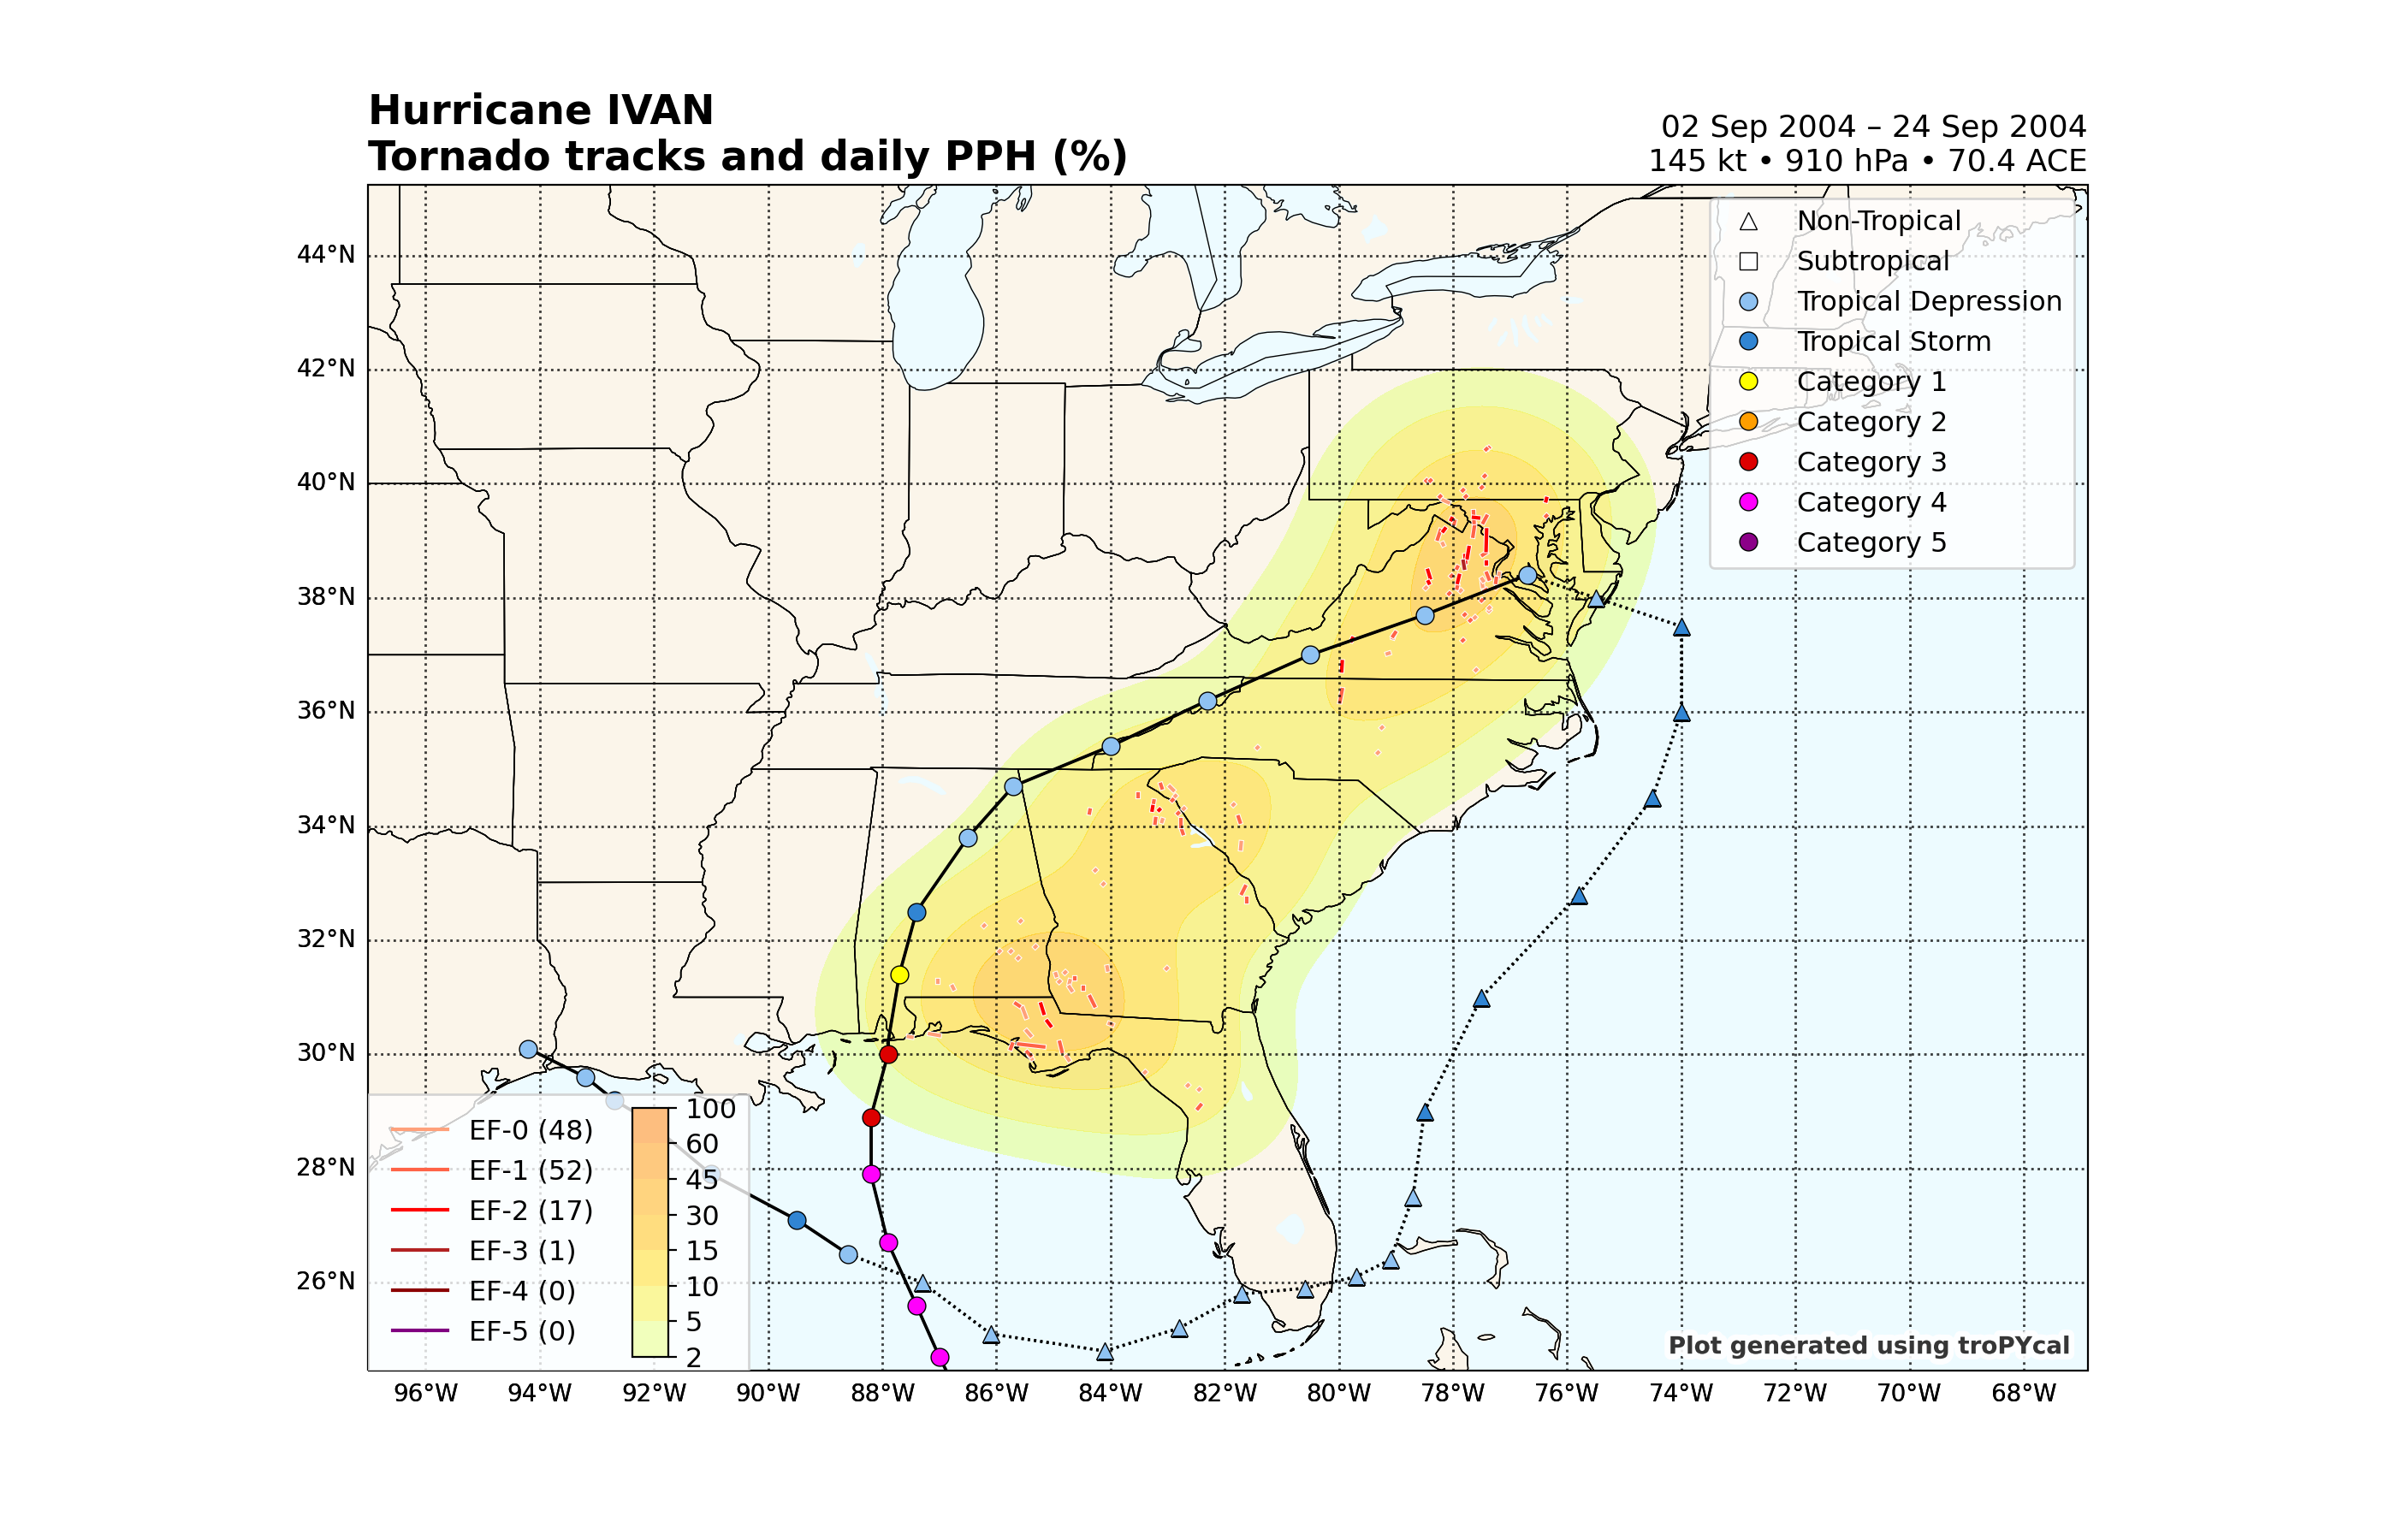 Hurricane IVAN
Tornado tracks and daily PPH (%)
02 Sep 2004 – 24 Sep 2004
145 kt • 910 hPa • 70.4 ACE
Non-Tropical
Subtropical
Tropical Depression
Tropical Storm
Category 1
Category 2
Category 3
Category 4
Category 5
44°N
42°N
40°N
38°N
36°N
34°N
32°N
30°N
28°N
26°N
EF-0 (48)
EF-1 (52)
EF-2 (17)
EF-3 (1)
EF-4 (0)
EF-5 (0)
100
60
45
30
15
10
5
2
Plot generated using troPYcal
96°W 94°W 92°W 90°W 88°W 86°W 84°W 82°W 80°W 78°W 76°W 74°W 72°W 70°W 68°W